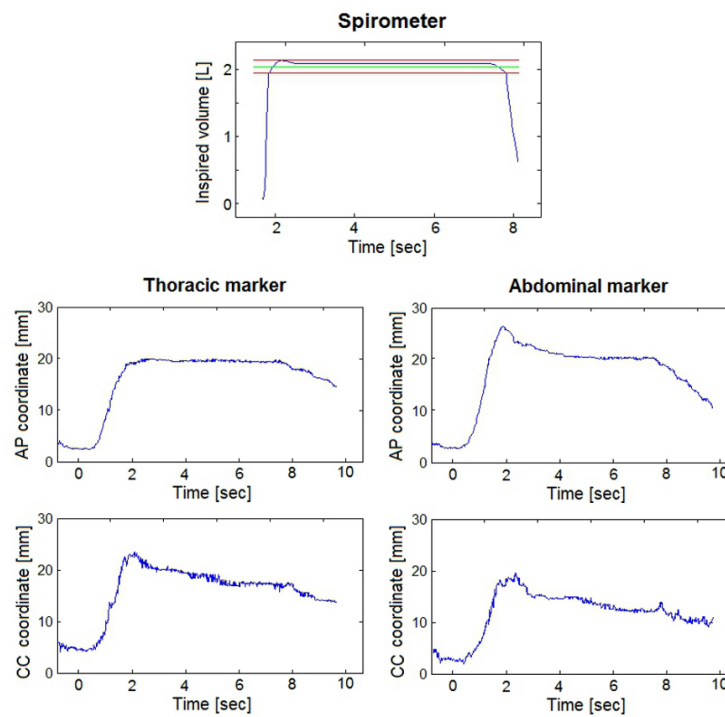 Spirometer
Inspired volume [L]
2
1
0
2 4 6 8
Time [sec]
Thoracic marker
AP coordinate [mm]
30
20
10
0
0 2 4 6 8 10
Time [sec]
Abdominal marker
AP coordinate [mm]
30
20
10
0
0 2 4 6 8 10
Time [sec]
CC coordinate [mm]
30
20
10
0
0 2 4 6 8 10
Time [sec]
CC coordinate [mm]
30
20
10
0
0 2 4 6 8 10
Time [sec]